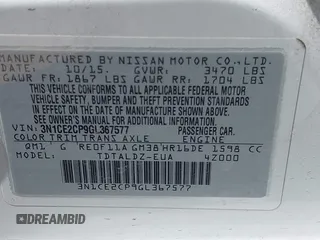 MANUFACTURED BY NISSAN MOTOR CO., LTD.
DATE: 10/15. GVWR: 3470 LBS
GAWR FR: 1867 LBS GAWR RR: 1704 LBS
THIS VEHICLE CONFORMS TO ALL APPLICABLE
FEDERAL MOTOR VEHICLE SAFETY, BUMPER,
AND THEFT PREVENTION STANDARDS IN EFFECT
ON THE DATE OF MANUFACTURE SHOWN ABOVE.
SEE OWNER'S MANUAL FOR ADDITIONAL
INFORMATION
VIN: 3N1CE2CP9GL367577 PASSENGER CAR.
COLOR TRIM TRANS AXLE ENGINE
QM1 G RE0F11A GM38 HR16DE 1598 CC
MODEL TDTALDZ-EUA 4Z000
3N1CE2CP9GL367577